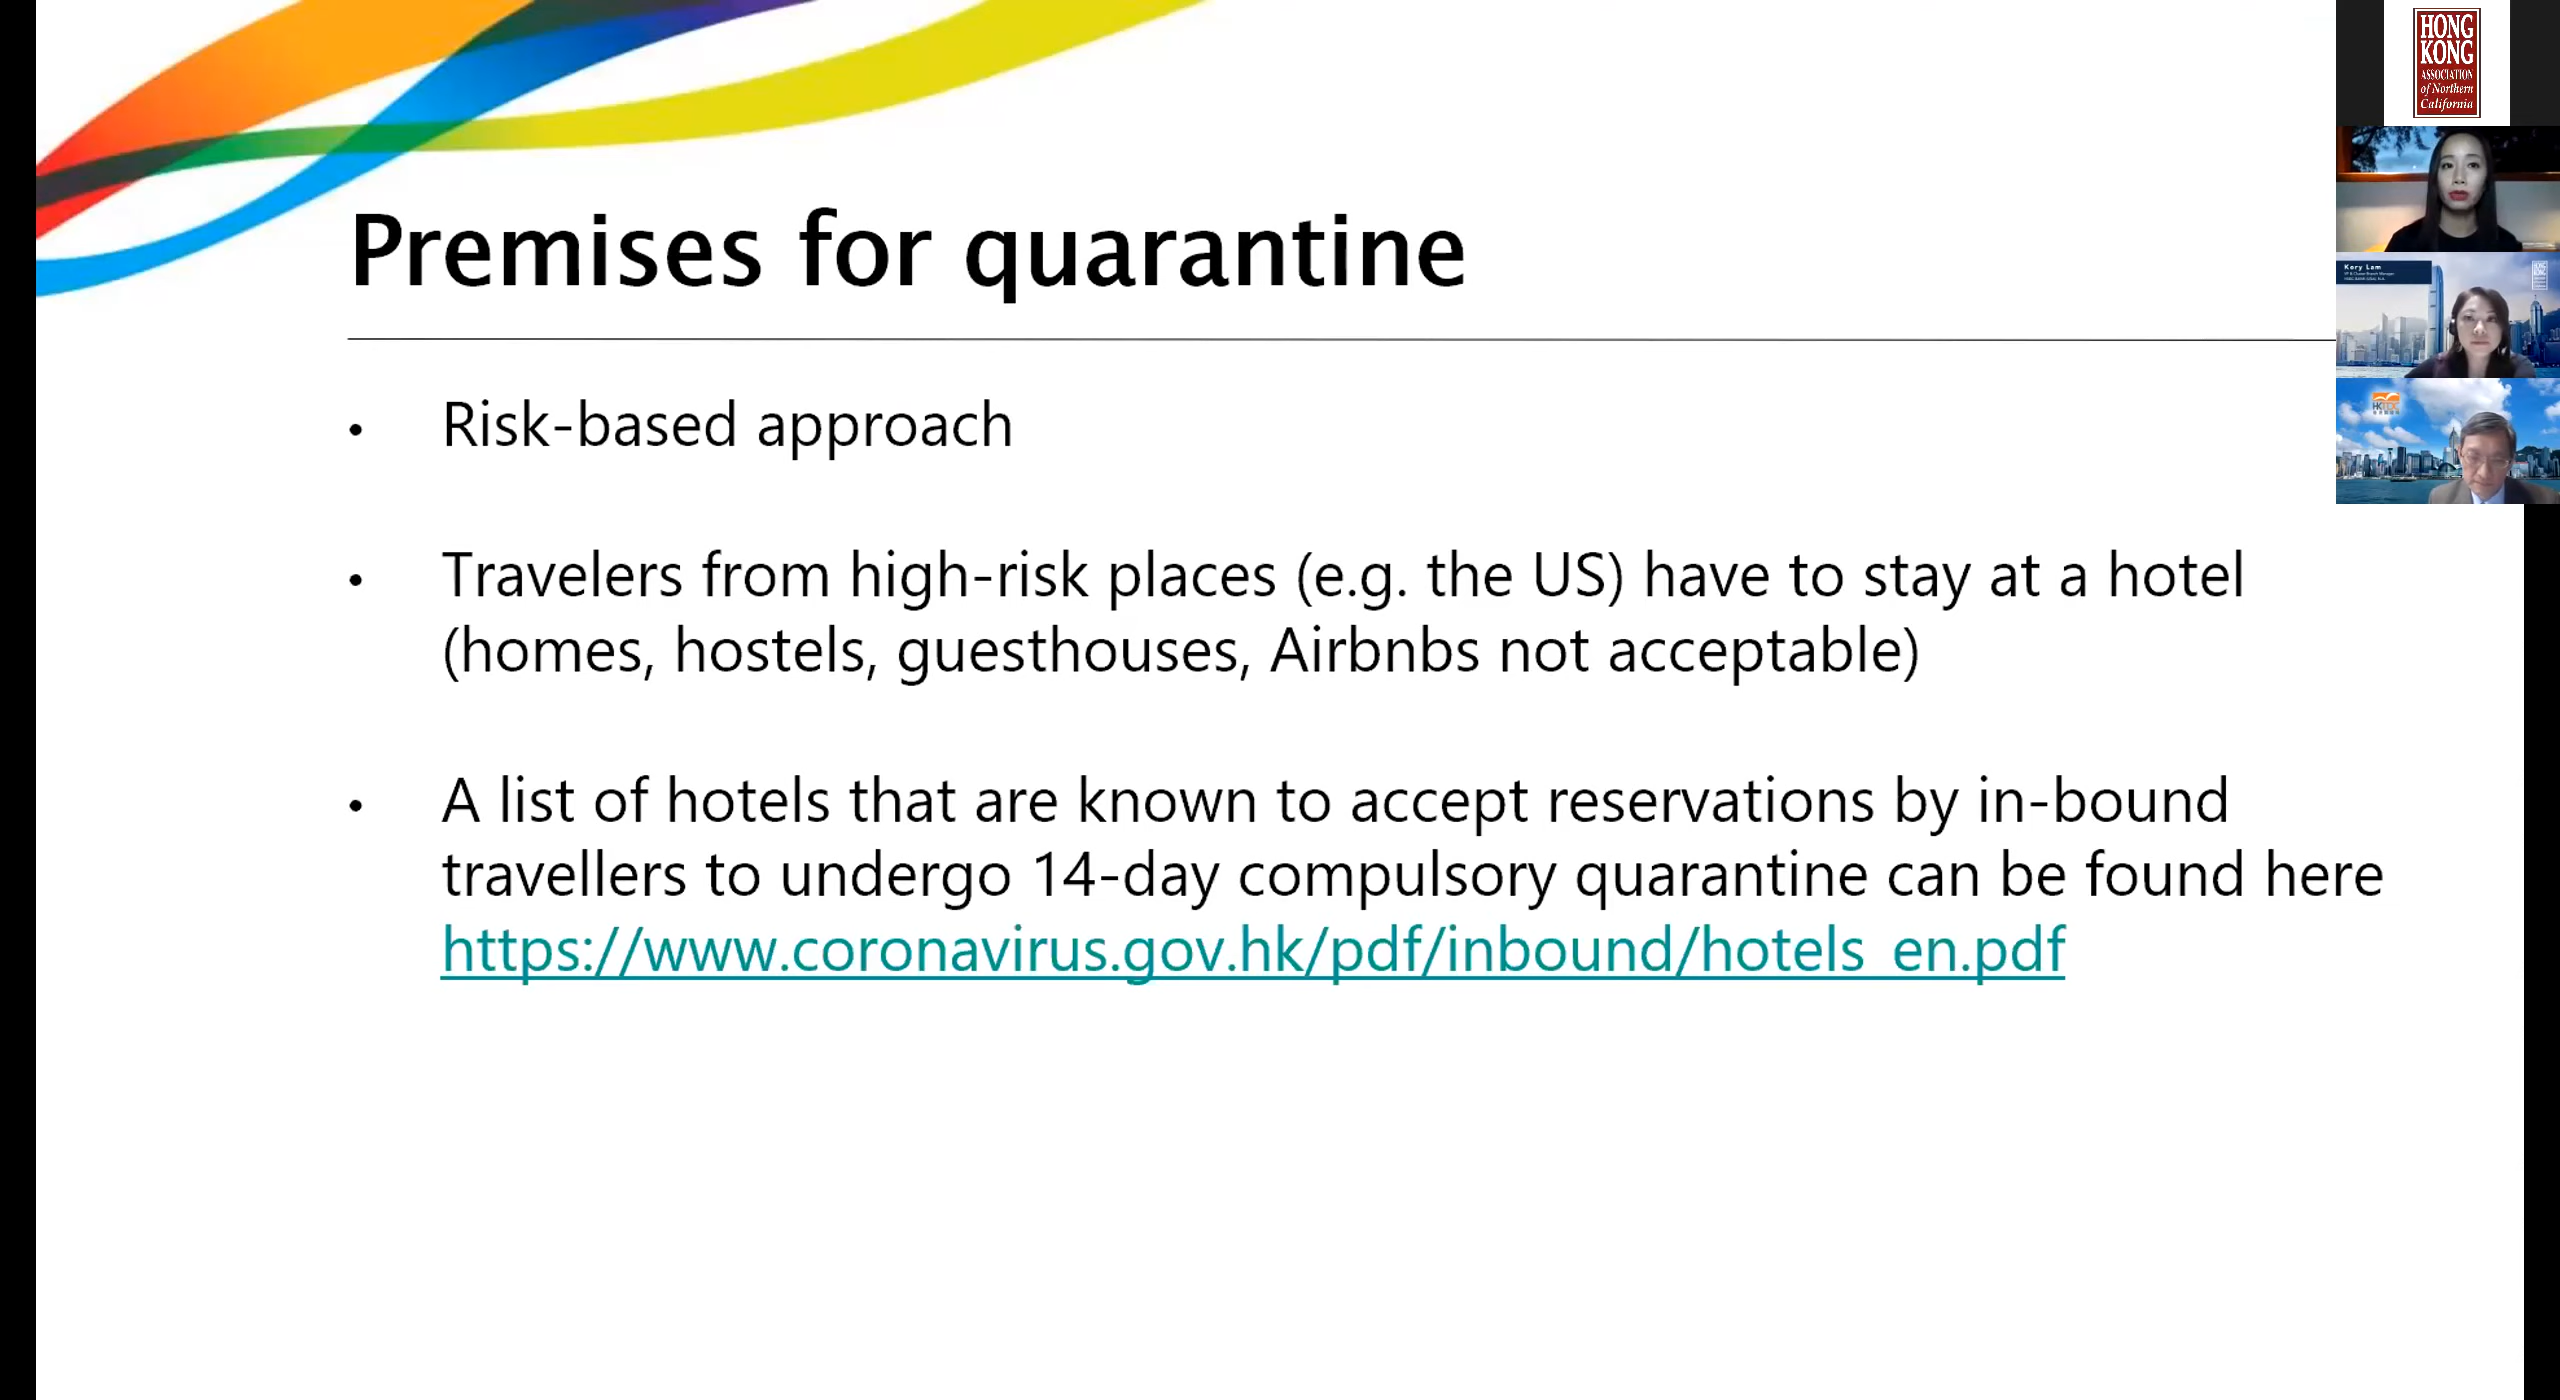 Premises for quarantine
• Risk-based approach
• Travelers from high-risk places (e.g. the US) have to stay at a hotel
(homes, hostels, guesthouses, Airbnbs not acceptable)
• A list of hotels that are known to accept reservations by in-bound
travellers to undergo 14-day compulsory quarantine can be found here
https://www.coronavirus.gov.hk/pdf/inbound/hotels_en.pdf
HONG
KONG
ASSOCIATION
of Northern
California
Kory Lam